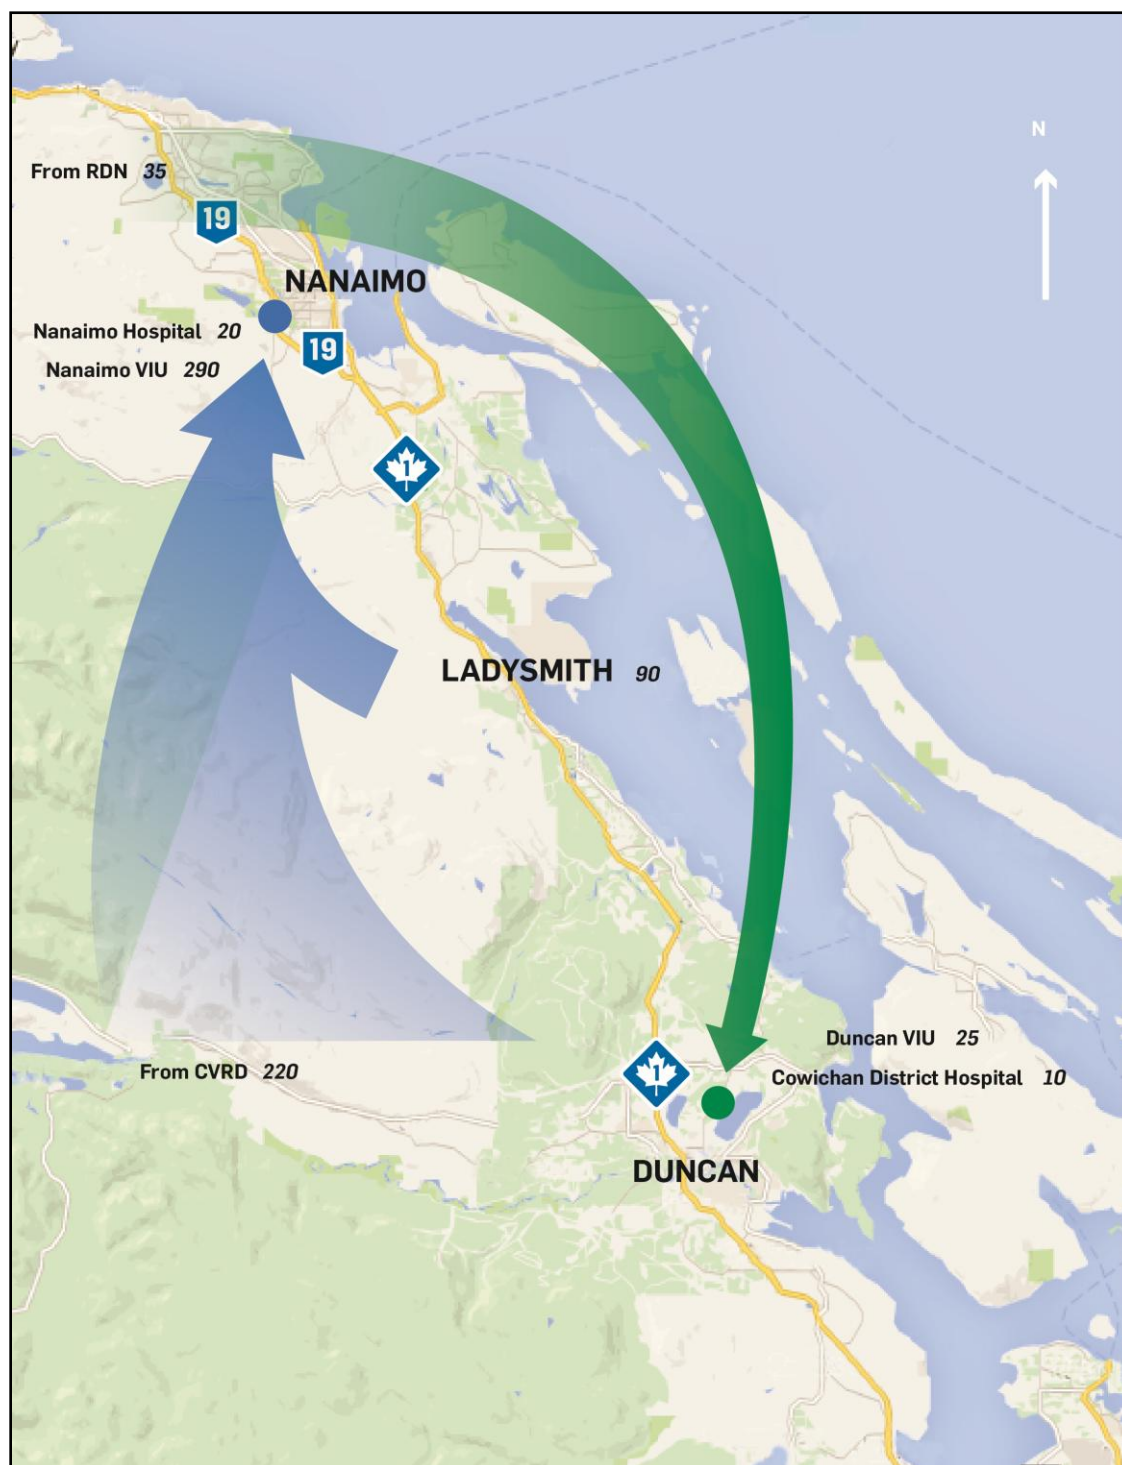 N
From RDN 35
19
NANAIMO
Nanaimo Hospital 20
19
Nanaimo VIU 290
1
LADYSMITH 90
Duncan VIU 25
From CVRD 220
1
Cowichan District Hospital 10
DUNCAN